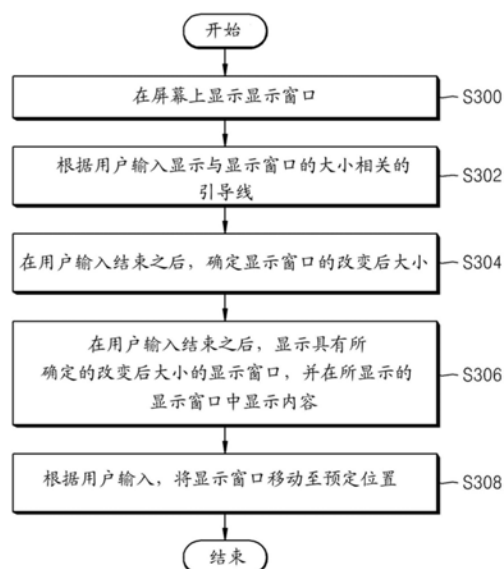 开始
在屏幕上显示显示窗口
S300
根据用户输入显示与显示窗口的大小相关的
引导线
S302
在用户输入结束之后，确定显示窗口的改变后大小
S304
在用户输入结束之后，显示具有所
确定的改变后大小的显示窗口，并在所显示的
显示窗口中显示内容
S306
根据用户输入，将显示窗口移动至预定位置
S308
结束